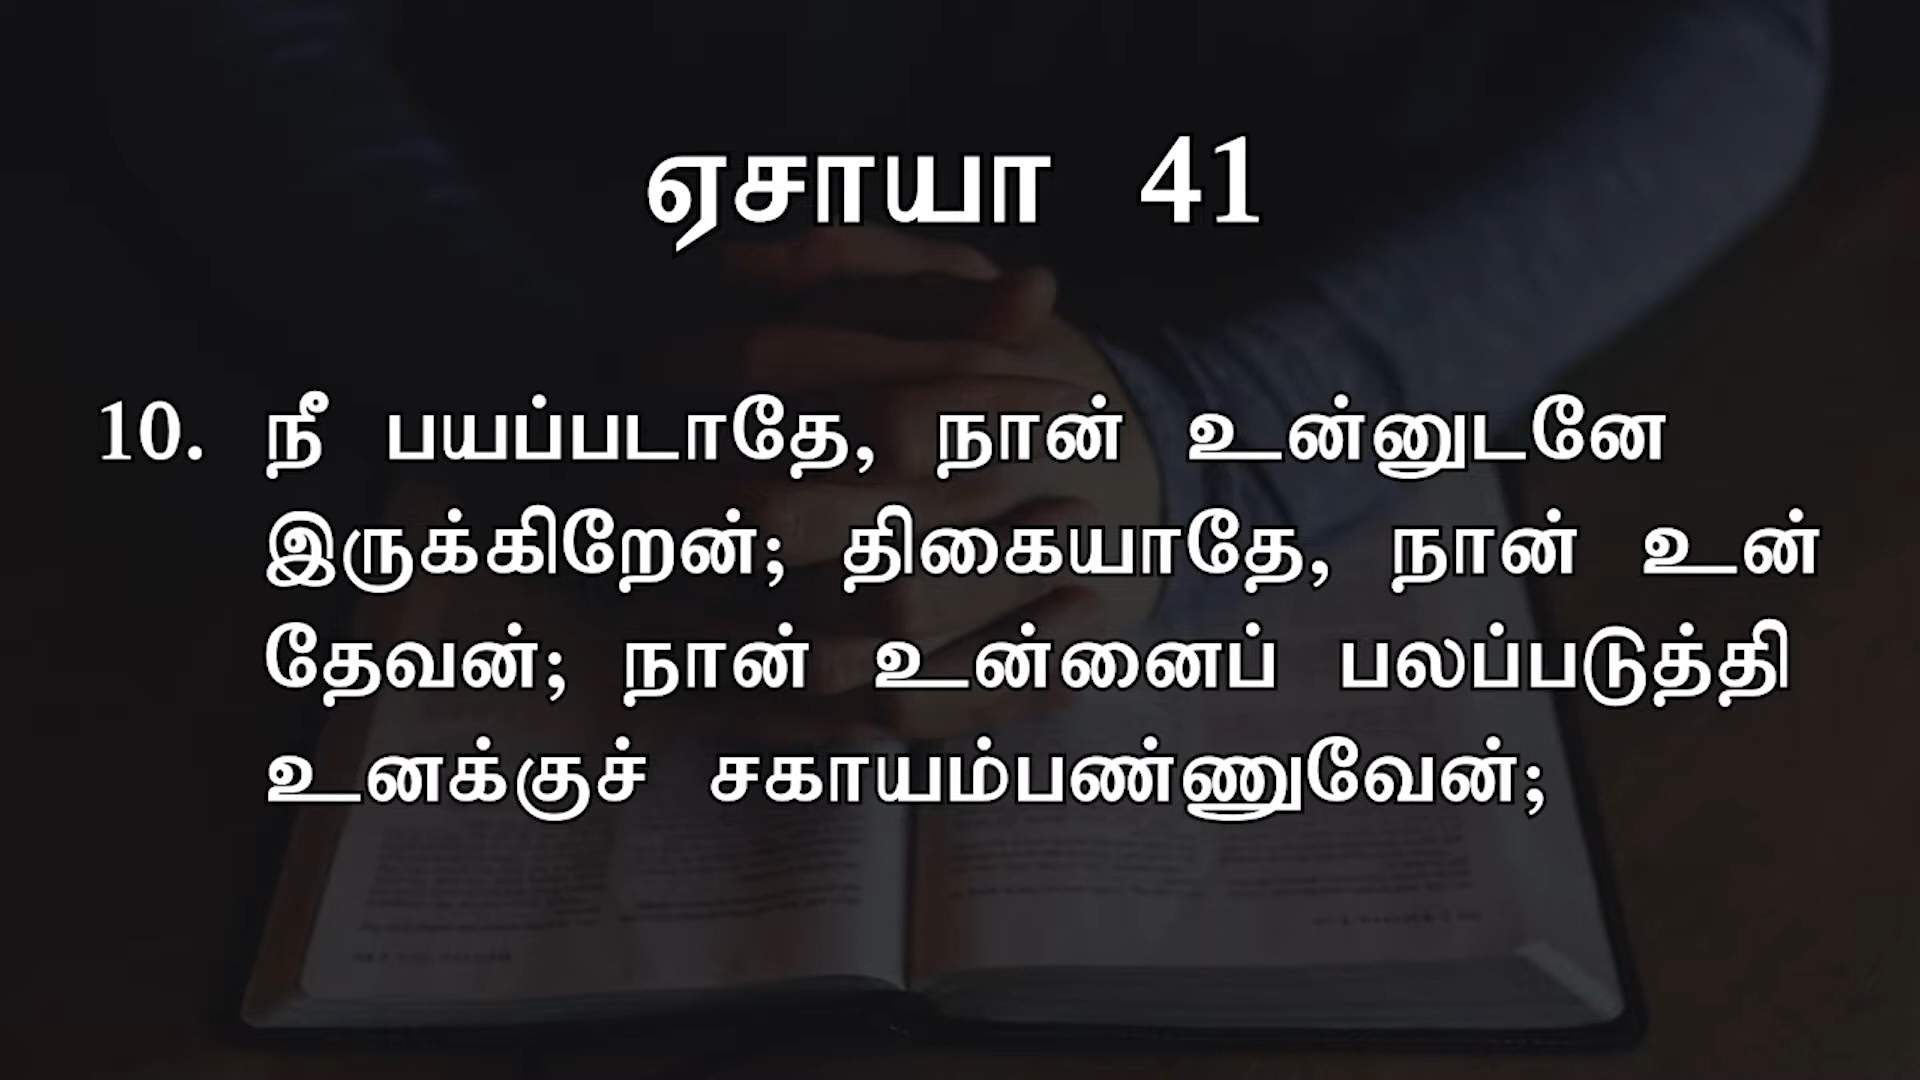 ஏசாயா 41
10. நீ பயப்படாதே, நான் உன்னுடனே
இருக்கிறேன்; திகையாதே, நான் உன்
தேவன்; நான் உன்னைப் பலப்படுத்தி
உனக்குச் சகாயம்பண்ணுவேன்;